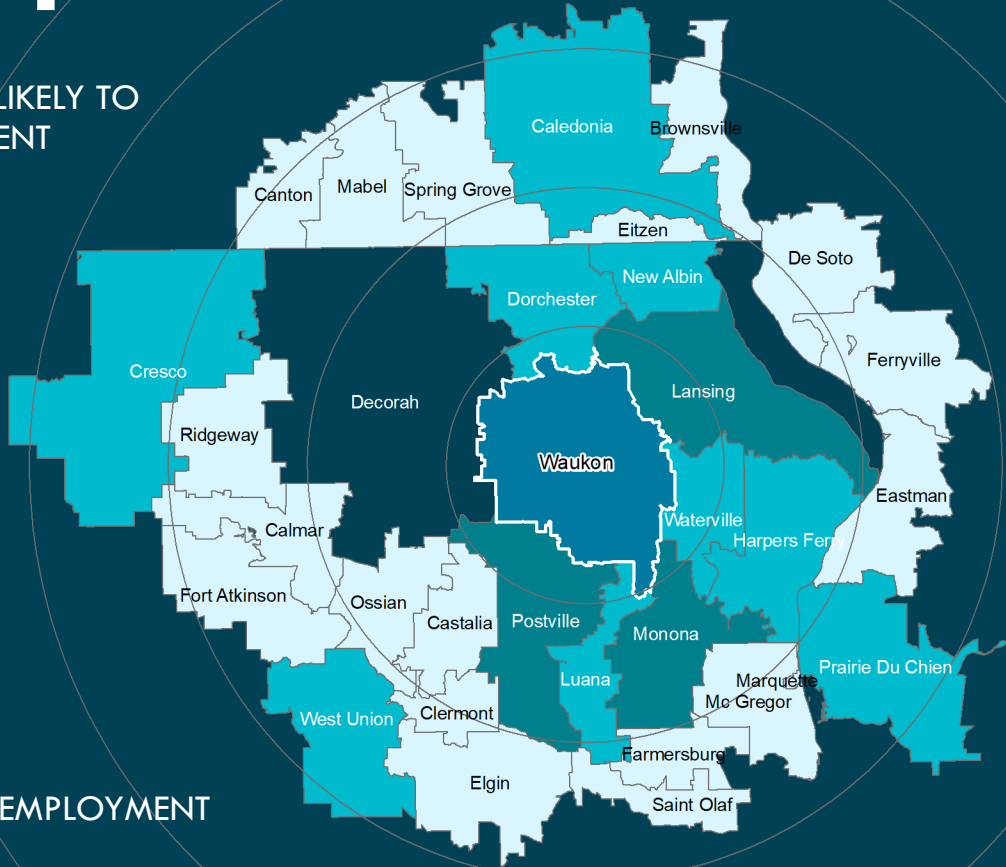 LIKELY TO
ENT
Caledonia
Brownsville
Canton
Mabel
Spring Grove
Eitzen
De Soto
New Albin
Dorchester
Ferryville
Cresco
Lansing
Decorah
Ridgeway
Waukon
Eastman
Calmar
Waterville
Harpers Ferry
Fort Atkinson
Ossian
Castalia
Postville
Monona
Prairie Du Chien
Luana
Marquette
Mc Gregor
West Union
Clermont
Farmersburg
Elgin
Saint Olaf
EMPLOYMENT